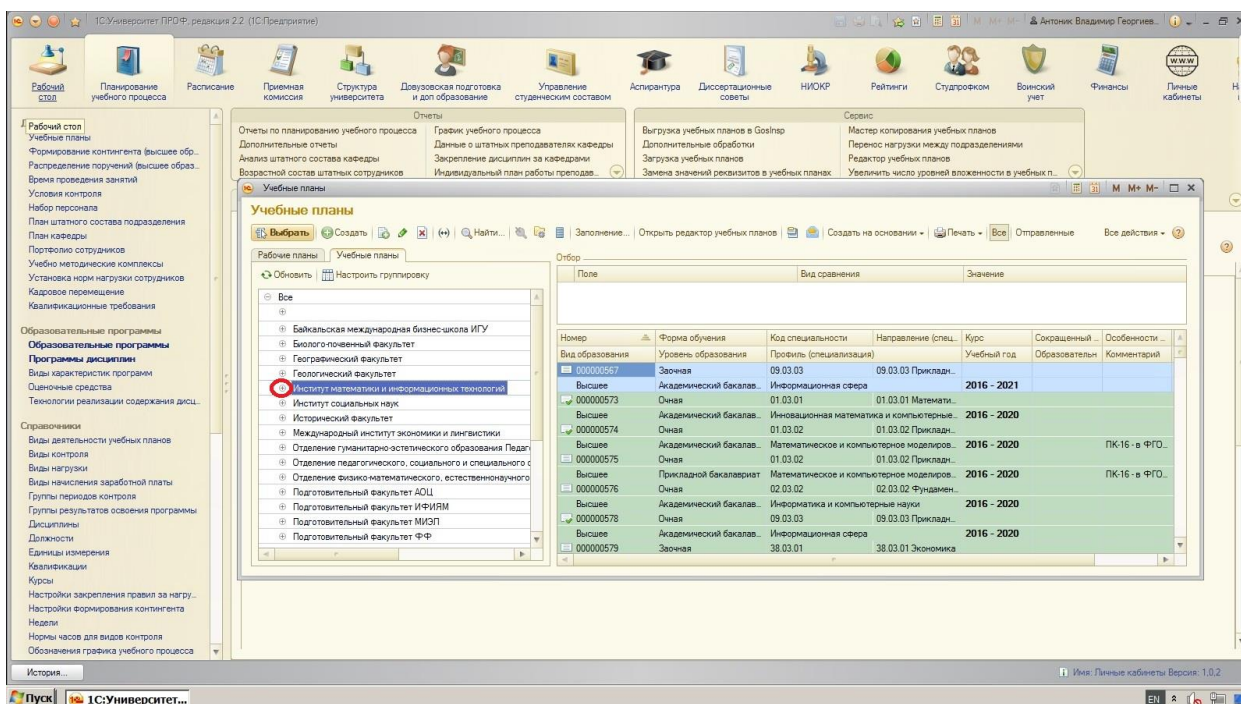 1С:Университет ПРОФ, редакция 2.2 (1С:Предприятие)
M M+ M-
Антоник Владимир Георгиев...
Рабочий стол
Планирование учебного процесса
Расписание
Приемная комиссия
Структура университета
Довузовская подготовка и доп образование
Управление студенческим составом
Аспирантура
Диссертационные советы
НИОКР
Рейтинги
Студпрофком
Воинский учет
Финансы
Личные кабинеты
Рабочий стол
Учебные планы
Формирование контингента (высшее обр...
Распределение поручений (высшее образ...
Время проведения занятий
Условия контроля
Набор персонала
План штатного состава подразделения
План кафедры
Портфолио сотрудников
Учебно методические комплексы
Установка норм нагрузки сотрудников
Кадровое перемещение
Квалификационные требования
Образовательные программы
Образовательные программы
Программы дисциплин
Виды характеристик программ
Оценочные средства
Технологии реализации содержания дисц...
Справочники
Виды деятельности учебных планов
Виды контроля
Виды нагрузки
Виды начисления заработной платы
Группы периодов контроля
Группы результатов освоения программы
Дисциплины
Должности
Единицы измерения
Квалификации
Курсы
Настройки закрепления правил за нагру...
Настройки формирования контингента
Недели
Нормы часов для видов контроля
Обозначения графика учебного процесса
Отчеты
Отчеты по планированию учебного процесса График учебного процесса
Дополнительные отчеты Данные о штатных преподавателях кафедры
Анализ штатного состава кафедры Закрепление дисциплин за кафедрами
Возрастной состав штатных сотрудников Индивидуальный план работы преподав...
Сервис
Выгрузка учебных планов в GosInsp Мастер копирования учебных планов
Дополнительные обработки Перенос нагрузки между подразделениями
Загрузка учебных планов Редактор учебных планов
Замена значений реквизитов в учебных планах Увеличить число уровней вложенности в учебных п...
Учебные планы
M M+ M-
Учебные планы
Выбрать Создать Найти... Заполнение... Открыть редактор учебных планов Создать на основании Печать Все Отправленные Все действия
Рабочие планы Учебные планы
Обновить Настроить группировку
Все
Байкальская международная бизнес-школа ИГУ
Биолого-почвенный факультет
Географический факультет
Геологический факультет
Институт математики и информационных технологий
Институт социальных наук
Исторический факультет
Международный институт экономики и лингвистики
Отделение гуманитарно-эстетического образования Педаг
Отделение педагогического, социального и специального о
Отделение физико-математического, естественнонаучного
Подготовительный факультет АОЦ
Подготовительный факультет ИФИЯМ
Подготовительный факультет МИЭП
Подготовительный факультет ФФ
Отбор
Поле Вид сравнения Значение
Номер Форма обучения Код специальности Направление (спец... Курс Сокращенный ... Особенности ...
Вид образования Уровень образования Профиль (специализация) Учебный год Образовательн Комментарий
000000567 Заочная 09.03.03 09.03.03 Прикладн...
Высшее Академический бакалав... Информационная сфера 2016 - 2021
000000573 Очная 01.03.01 01.03.01 Математи...
Высшее Академический бакалав... Инновационная математика и компьютерные... 2016 - 2020
000000574 Очная 01.03.02 01.03.02 Прикладн...
Высшее Академический бакалав... Математическое и компьютерное моделиров... 2016 - 2020 ПК-16 - в ФГО...
000000575 Очная 01.03.02 01.03.02 Прикладн...
Высшее Прикладной бакалавриат Математическое и компьютерное моделиров... 2016 - 2020 ПК-16 - в ФГО...
000000576 Очная 02.03.02 02.03.02 Фундамен...
Высшее Академический бакалав... Информатика и компьютерные науки 2016 - 2020
000000578 Очная 09.03.03 09.03.03 Прикладн...
Высшее Академический бакалав... Информационная сфера 2016 - 2020
000000579 Заочная 38.03.01 38.03.01 Экономика
История...
Имя: Личные кабинеты Версия: 1,0,2
Пуск 1С:Университет... EN